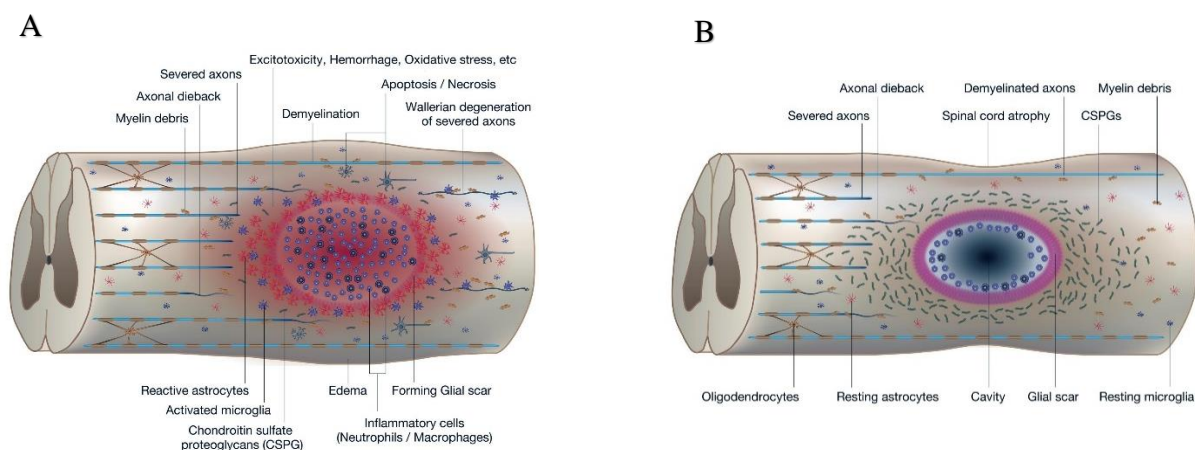 A
Excitotoxicity, Hemorrhage, Oxidative stress, etc
Severed axons
Apoptosis / Necrosis
Axonal dieback
Wallerian degeneration
of severed axons
Myelin debris
Demyelination
Reactive astrocytes
Edema
Forming Glial scar
Activated microglia
Chondroitin sulfate
proteoglycans (CSPG)
Inflammatory cells
(Neutrophils / Macrophages)
B
Axonal dieback
Demyelinated axons
Myelin debris
Severed axons
Spinal cord atrophy
CSPGs
Oligodendrocytes
Resting astrocytes
Cavity
Glial scar
Resting microglia